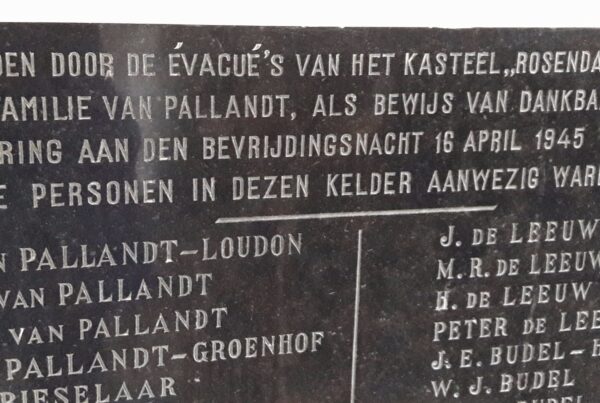 DEN DOOR DE ÉVACUÉ'S VAN HET KASTEEL „ROSENDA
FAMILIE VAN PALLANDT, ALS BEWIJS VAN DANKBA
RING AAN DEN BEVRIJDINGSNACHT 16 APRIL 1945
E PERSONEN IN DEZEN KELDER AANWEZIG WAR
N PALLANDT-LOUDON
VAN PALLANDT
VAN PALLANDT
PALLANDT-GROENHOF
RIESELAAR
J. DE LEEUW
M.R. DE LEEUW
H. DE LEEUW
PETER DE LEE
J. E. BUDEL-H
W. J. BUDEL
BUDEL